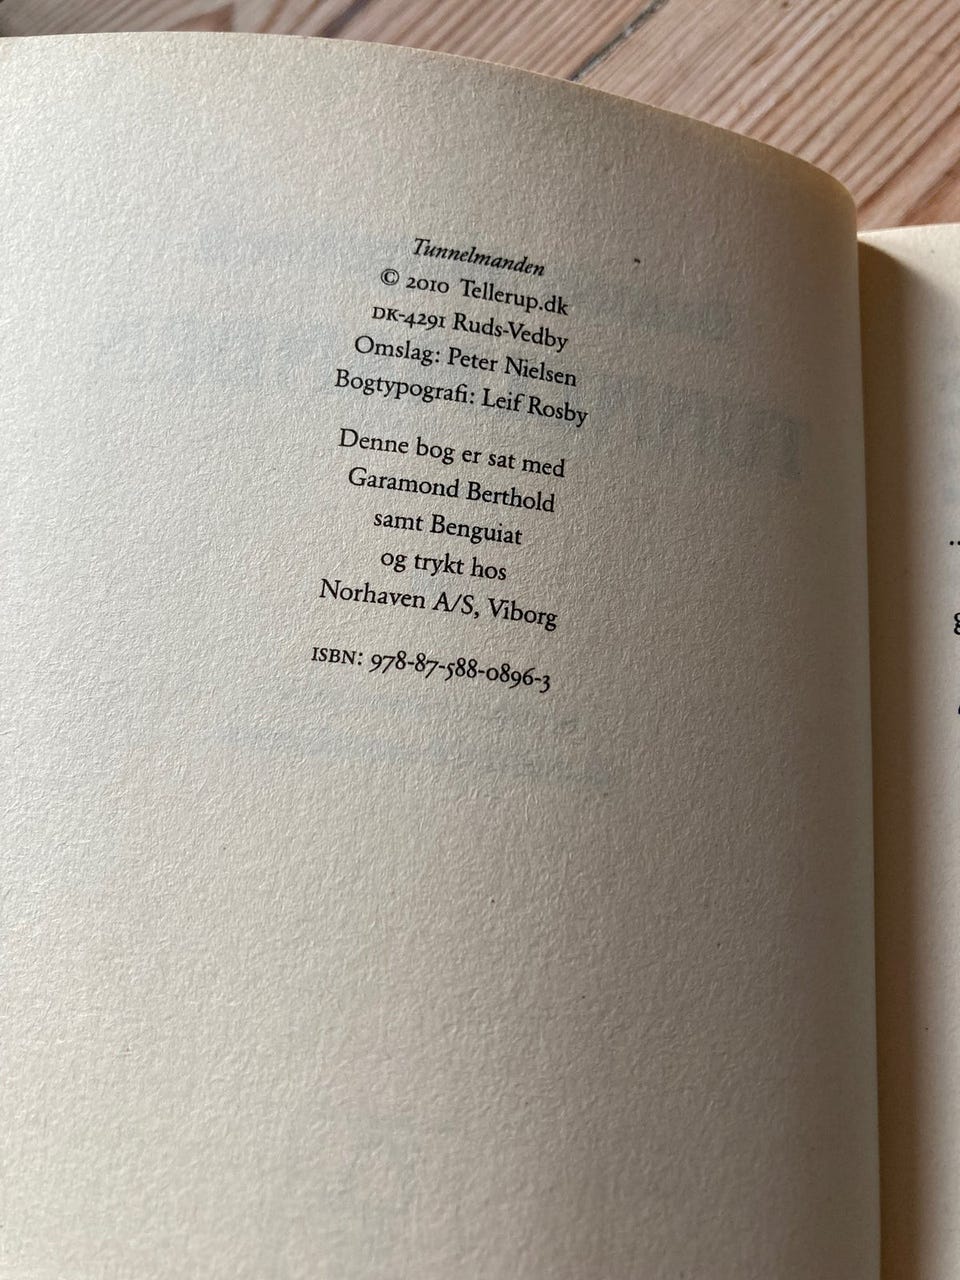 Tunnelmanden
© 2010 Tellerup.dk
DK-4291 Ruds-Vedby
Omslag: Peter Nielsen
Bogtypografi: Leif Rosby
Denne bog er sat med
Garamond Berthold
samt Benguiat
og trykt hos
Norhaven A/S, Viborg
ISBN: 978-87-588-0896-3